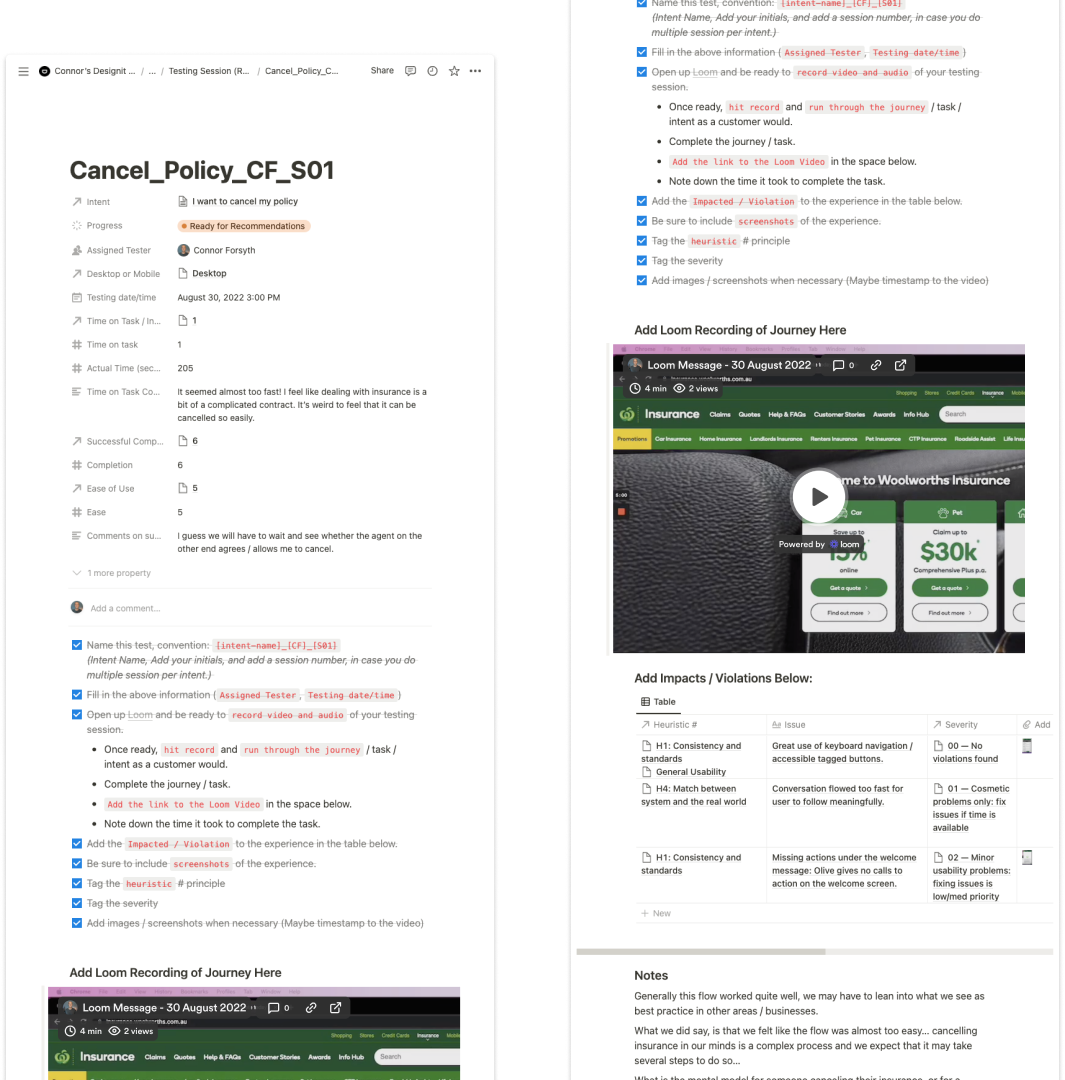 Connor's Designit ... / ... / Testing Session (R... / Cancel_Policy_C... Share
Cancel_Policy_CF_S01
Intent I want to cancel my policy
Progress Ready for Recommendations
Assigned Tester Connor Forsyth
Desktop or Mobile Desktop
Testing date/time August 30, 2022 3:00 PM
Time on Task / In... 1
Time on task 1
Actual Time (sec... 205
Time on Task Co... It seemed almost too fast! I feel like dealing with insurance is a
bit of a complicated contract. It's weird to feel that it can be
cancelled so easily.
Successful Comp... 6
Completion 6
Ease of Use 5
Ease 5
Comments on su... I guess we will have to wait and see whether the agent on the
other end agrees / allows me to cancel.
1 more property
Add a comment...
Name this test, convention: [intent-name]_[CF]_[S01]
(Intent Name, Add your initials, and add a session number, in case you do
multiple session per intent.)
Fill in the above information ( Assigned Tester , Testing date/time )
Open up Loom and be ready to record video and audio of your testing
session.
Once ready, hit record and run through the journey / task /
intent as a customer would.
Complete the journey / task.
Add the link to the Loom Video in the space below.
Note down the time it took to complete the task.
Add the Impacted / Violation to the experience in the table below.
Be sure to include screenshots of the experience.
Tag the heuristic # principle
Tag the severity
Add images / screenshots when necessary (Maybe timestamp to the video)
Add Loom Recording of Journey Here
Loom Message - 30 August 2022 0
4 min 2 views
Shopping Stores Credit Cards Insurance
Insurance Claims Quotes Help & FAQs Customer Stories Awards Info Hub Search
Name this test, convention: [intent-name]_[CF]_[S01]
(Intent Name, Add your initials, and add a session number, in case you do
multiple session per intent.)
Fill in the above information ( Assigned Tester , Testing date/time )
Open up Loom and be ready to record video and audio of your testing
session.
Once ready, hit record and run through the journey / task /
intent as a customer would.
Complete the journey / task.
Add the link to the Loom Video in the space below.
Note down the time it took to complete the task.
Add the Impacted / Violation to the experience in the table below.
Be sure to include screenshots of the experience.
Tag the heuristic # principle
Tag the severity
Add images / screenshots when necessary (Maybe timestamp to the video)
Add Loom Recording of Journey Here
Loom Message - 30 August 2022 0
4 min 2 views
Shopping Stores Credit Cards Insurance
Insurance Claims Quotes Help & FAQs Customer Stories Awards Info Hub Search
Promotions Car Insurance Home Insurance Landlords Insurance Renters Insurance Pet Insurance CTP Insurance Roadside Assist
me to Woolworths Insurance
Car Pet
Save up to Claim up to
15% $30k
online Comprehensive Plus p.a.
Powered by loom
Get a quote Get a quote
Find out more Find out more
Add Impacts / Violations Below:
Table
Heuristic # Issue Severity Add
H1: Consistency and
standards
General Usability
Great use of keyboard navigation /
accessible tagged buttons.
00 — No
violations found
H4: Match between
system and the real world
Conversation flowed too fast for
user to follow meaningfully.
01 — Cosmetic
problems only: fix
issues if time is
available
H1: Consistency and
standards
Missing actions under the welcome
message: Olive gives no calls to
action on the welcome screen.
02 — Minor
usability problems:
fixing issues is
low/med priority
New
Notes
Generally this flow worked quite well, we may have to lean into what we see as
best practice in other areas / businesses.
What we did say, is that we felt like the flow was almost too easy... cancelling
insurance in our minds is a complex process and we expect that it may take
several steps to do so...